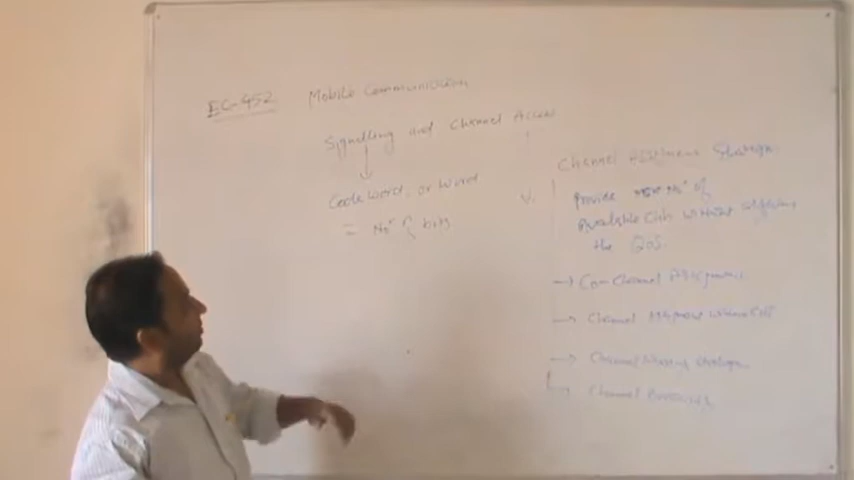 EC-452 Mobile Communication
Signalling and Channel Access
Code Word or Word
= No. of bits
Channel Assignment Strategies
Provide max No. of
available Chls without affecting
the QoS.
→ Co-Channel Assignment
→ Channel Assignment within Cell
→ Channel Sharing Strategies
→ Channel Borrowing